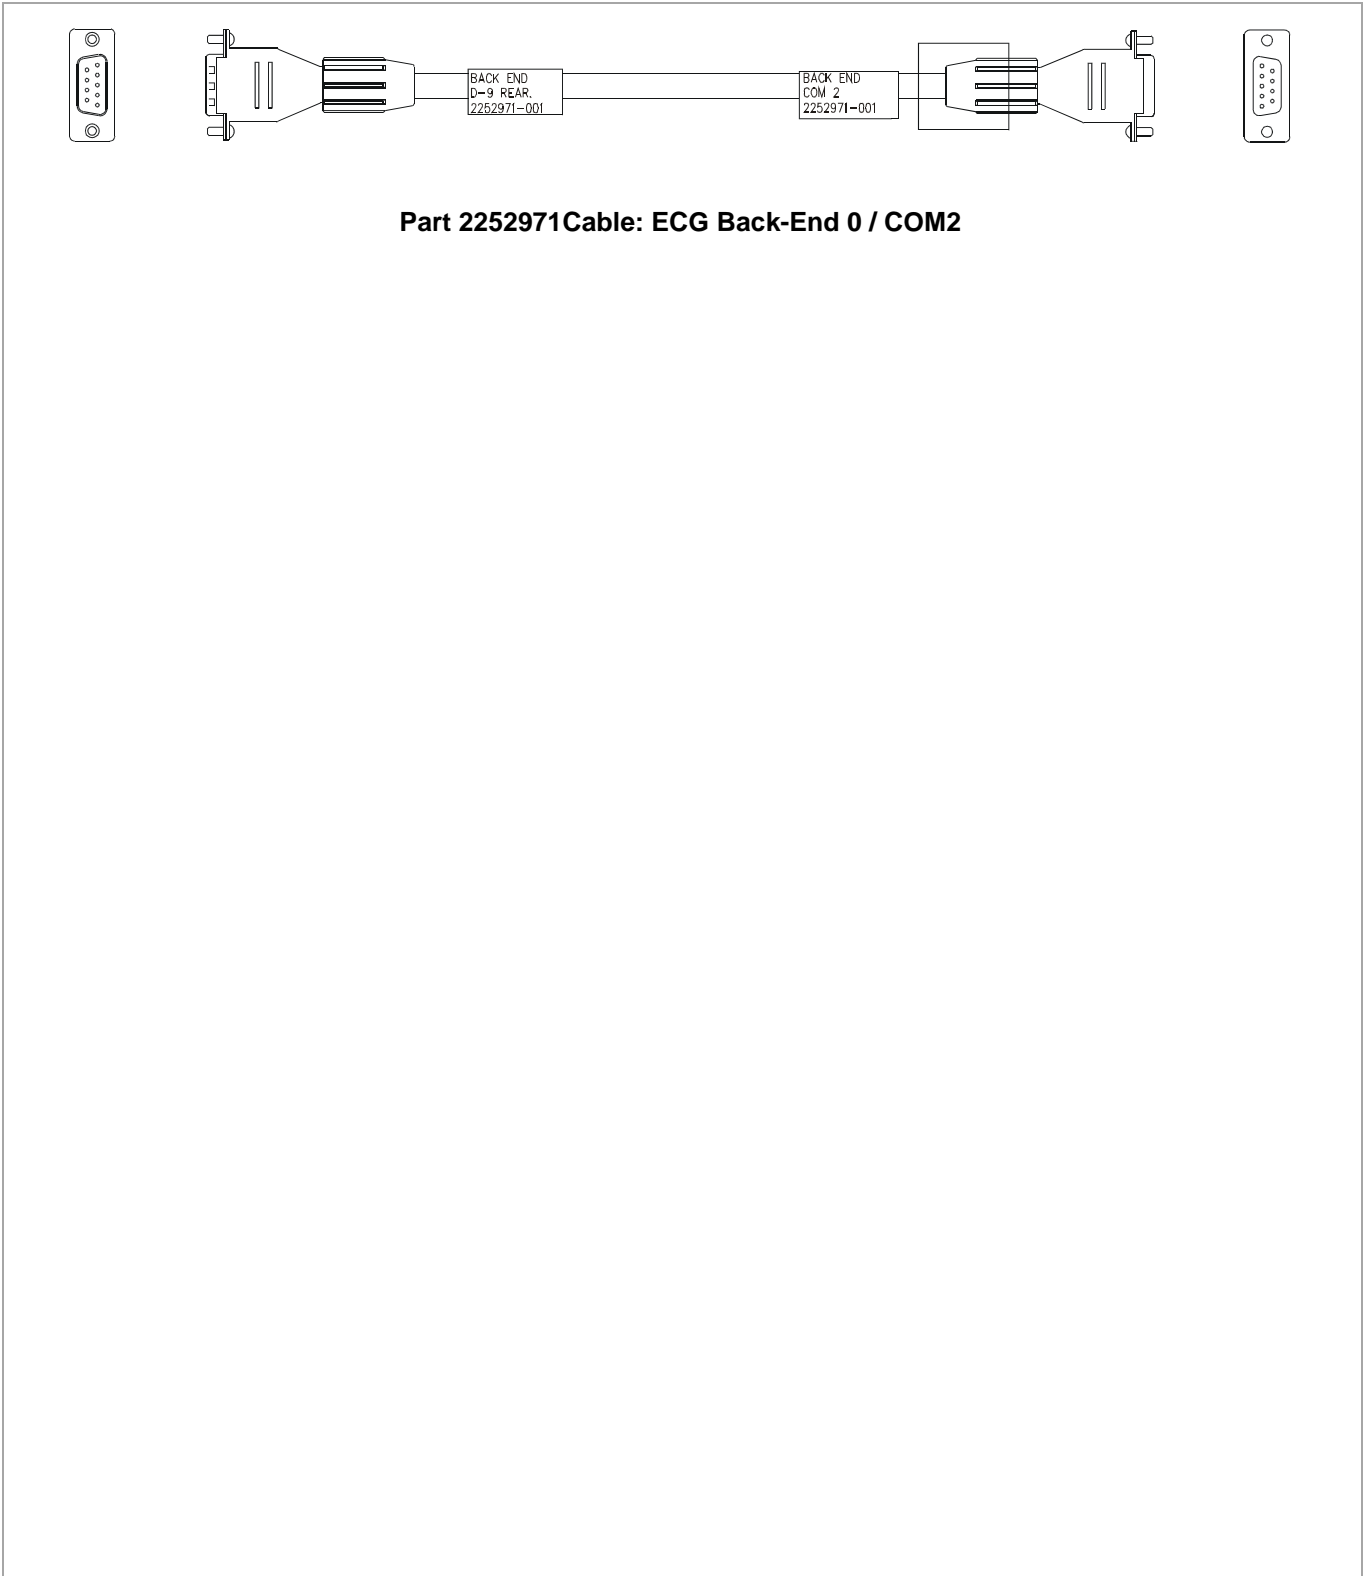 BACK END
D-9 REAR.
2252971-001
BACK END
COM 2
2252971-001
Part 2252971Cable: ECG Back-End 0 / COM2